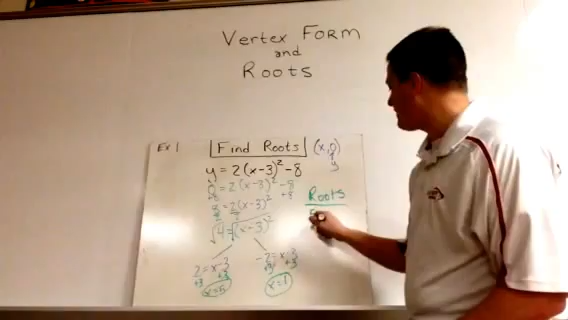 Vertex Form
and
Roots
Ex 1 Find Roots (x, 0)
y
y = 2(x-3)² - 8
0 = 2(x-3)² - 8
+8 +8
8 = 2(x-3)²
√4 = √(x-3)²
Roots
2 = x-3 -2 = x-3
+3 +3 +3 +3
x=5 x=1